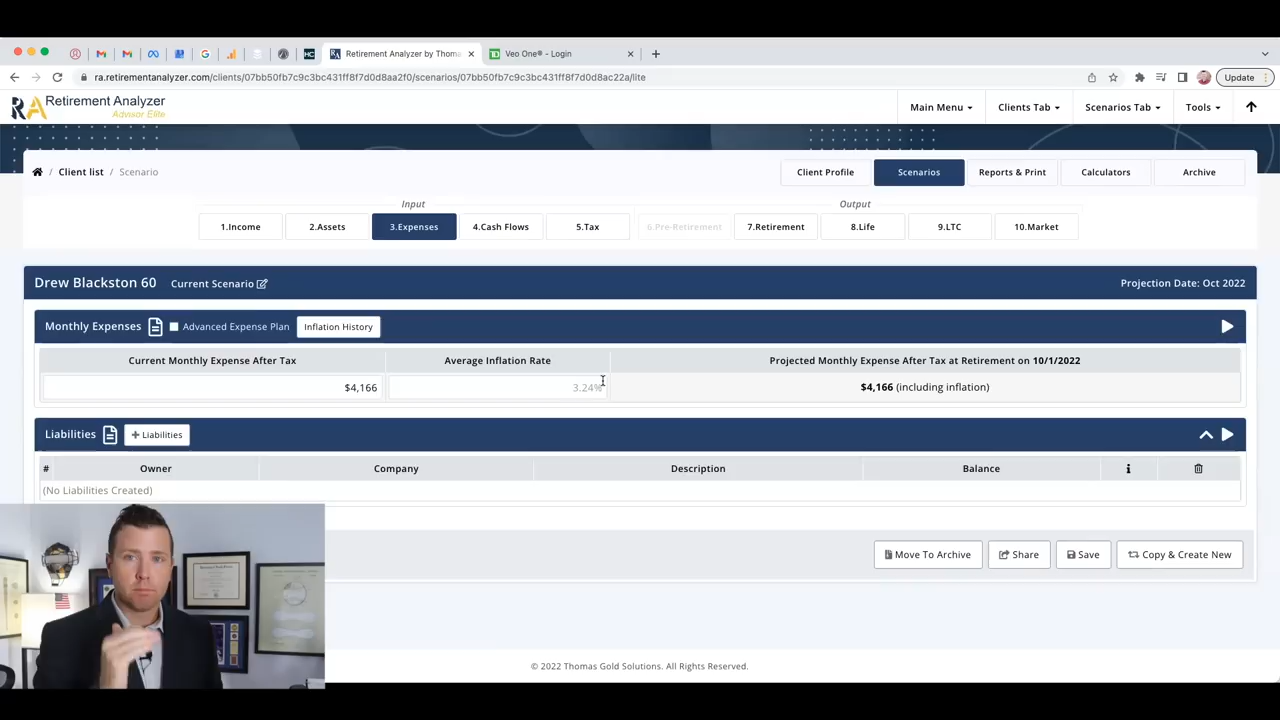 Retirement Analyzer by Thoma
Veo One® - Login
ra.retirementanalyzer.com/clients/07bb50fb7c9c3bc431ff8f7d0d8aa2f0/scenarios/07bb50fb7c9c3bc431ff8f7d0d8ac22a/lite
Update
RA Retirement Analyzer
Advisor Elite
Main Menu
Clients Tab
Scenarios Tab
Tools
/ Client list / Scenario
Client Profile
Scenarios
Reports & Print
Calculators
Archive
Input
Output
1.Income
2.Assets
3.Expenses
4.Cash Flows
5.Tax
6.Pre-Retirement
7.Retirement
8.Life
9.LTC
10.Market
Drew Blackston 60
Current Scenario
Projection Date: Oct 2022
Monthly Expenses
Advanced Expense Plan
Inflation History
Current Monthly Expense After Tax
Average Inflation Rate
Projected Monthly Expense After Tax at Retirement on 10/1/2022
$4,166
3.24%
$4,166 (including inflation)
Liabilities
+ Liabilities
#
Owner
Company
Description
Balance
(No Liabilities Created)
Move To Archive
Share
Save
Copy & Create New
© 2022 Thomas Gold Solutions. All Rights Reserved.